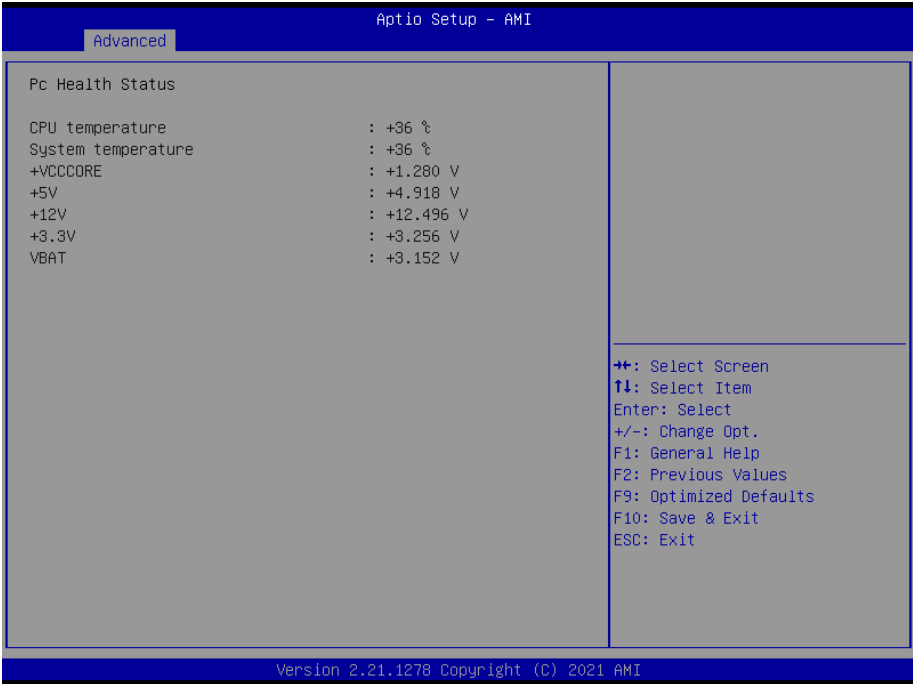 Aptio Setup – AMI
Advanced
Pc Health Status
CPU temperature : +36 ℃
System temperature : +36 ℃
+VCCCORE : +1.280 V
+5V : +4.918 V
+12V : +12.496 V
+3.3V : +3.256 V
VBAT : +3.152 V
→←: Select Screen
↑↓: Select Item
Enter: Select
+/-: Change Opt.
F1: General Help
F2: Previous Values
F9: Optimized Defaults
F10: Save & Exit
ESC: Exit
Version 2.21.1278 Copyright (C) 2021 AMI